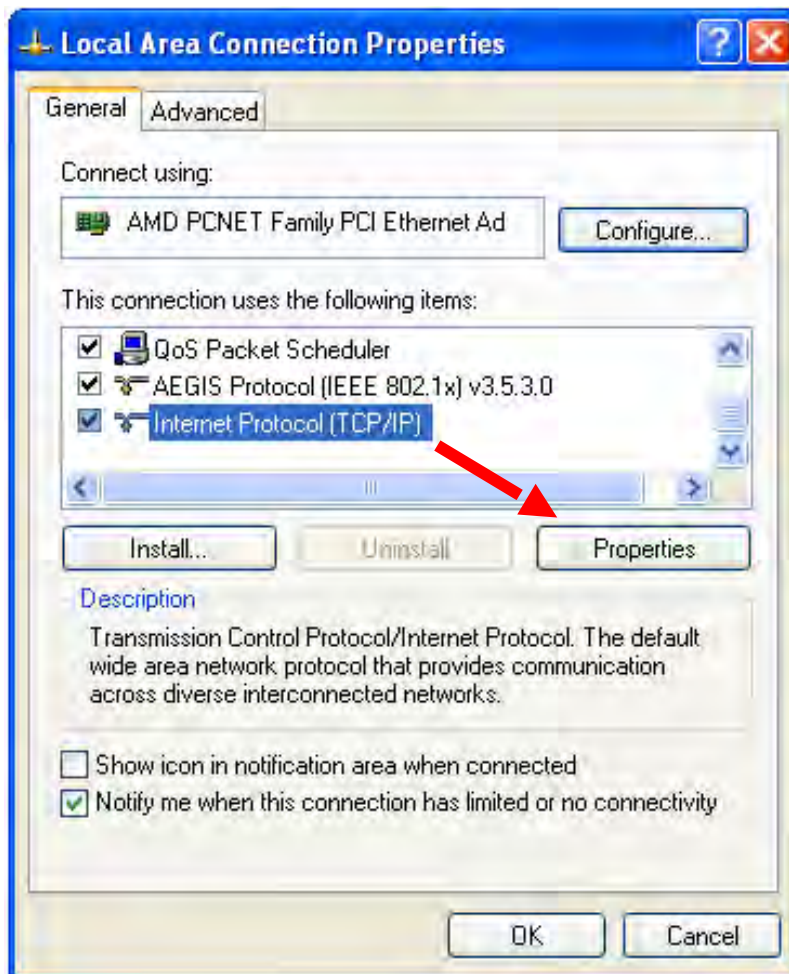 Local Area Connection Properties
General
Advanced
Connect using:
AMD PCNET Family PCI Ethernet Ad
Configure...
This connection uses the following items:
QoS Packet Scheduler
AEGIS Protocol (IEEE 802.1x) v3.5.3.0
Internet Protocol (TCP/IP)
Install...
Uninstall
Properties
Description
Transmission Control Protocol/Internet Protocol. The default
wide area network protocol that provides communication
across diverse interconnected networks.
Show icon in notification area when connected
Notify me when this connection has limited or no connectivity
OK
Cancel